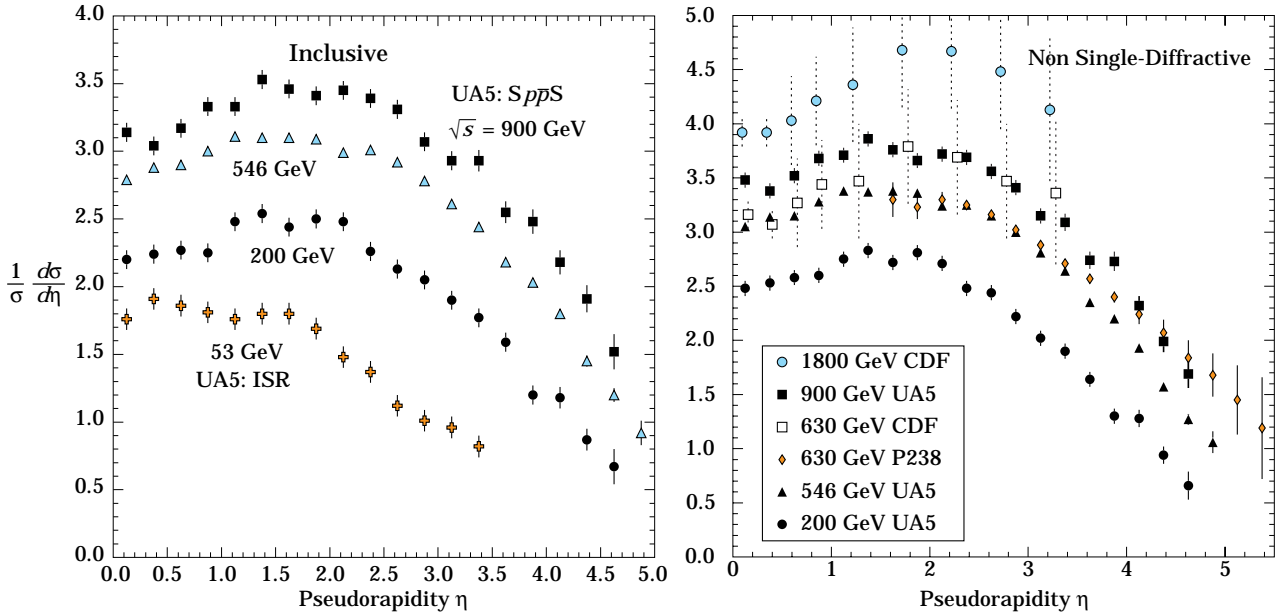 4.0
3.5
3.0
2.5
2.0
1.5
1.0
0.5
0.0
1/σ dσ/dη
Inclusive
UA5: Sp\bar{p}S
√s = 900 GeV
546 GeV
200 GeV
53 GeV
UA5: ISR
0.0 0.5 1.0 1.5 2.0 2.5 3.0 3.5 4.0 4.5 5.0
Pseudorapidity η
5.0
4.5
4.0
3.5
3.0
2.5
2.0
1.5
1.0
0.5
0.0
Non Single-Diffractive
1800 GeV CDF
900 GeV UA5
630 GeV CDF
630 GeV P238
546 GeV UA5
200 GeV UA5
0 1 2 3 4 5
Pseudorapidity η